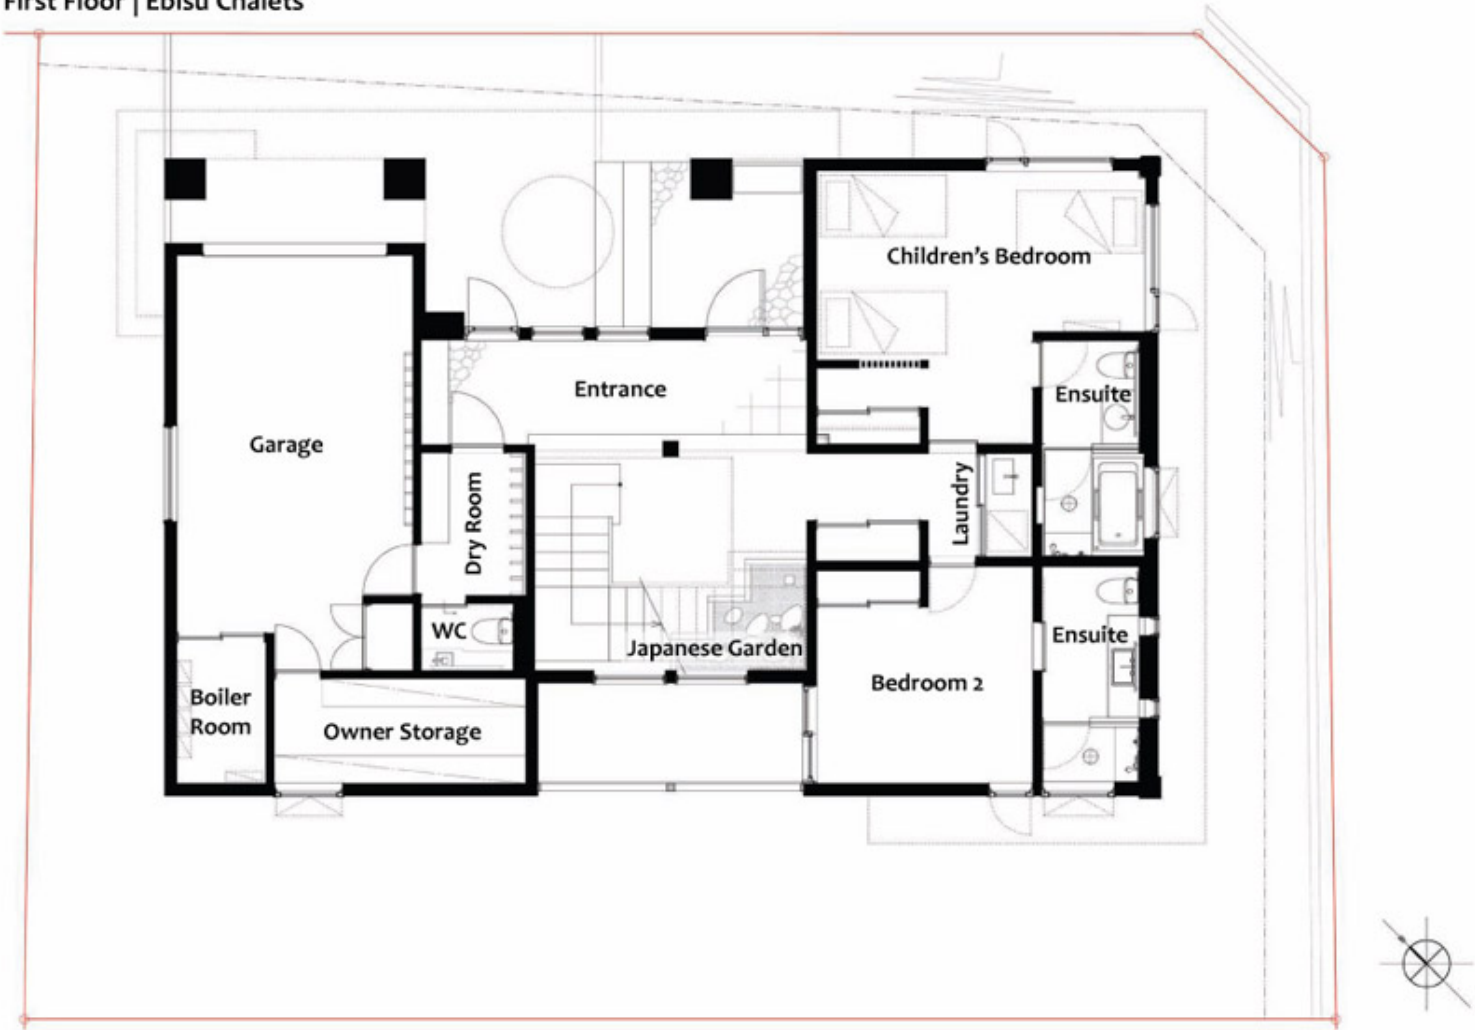 First Floor | Ebisu Chalets
Children's Bedroom
Entrance
Ensuite
Garage
Dry Room
Laundry
WC
Japanese Garden
Ensuite
Bedroom 2
Boiler
Room
Owner Storage